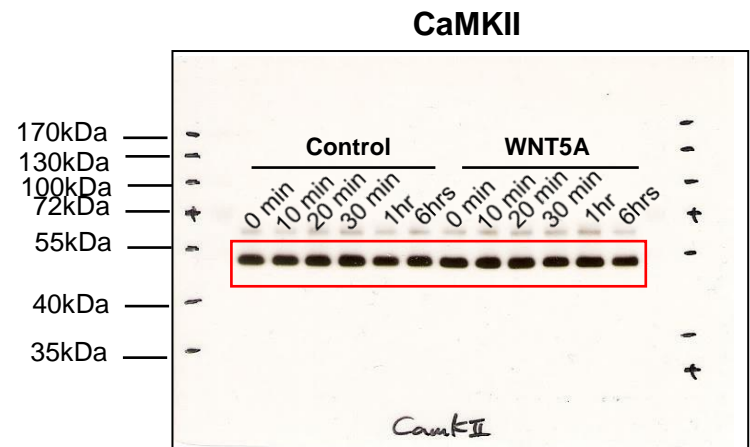 CaMKII
Control WNT5A
0 min 10 min 20 min 30 min 1hr 6hrs 0 min 10 min 20 min 30 min 1hr 6hrs
170kDa
130kDa
100kDa
72kDa
55kDa
40kDa
35kDa
CamkII